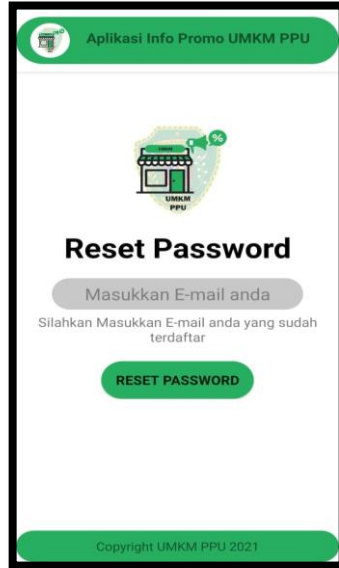 Aplikasi Info Promo UMKM PPU
%
UMKM
UMKM
PPU
Reset Password
Masukkan E-mail anda
Silahkan Masukkan E-mail anda yang sudah
terdaftar
RESET PASSWORD
Copyright UMKM PPU 2021